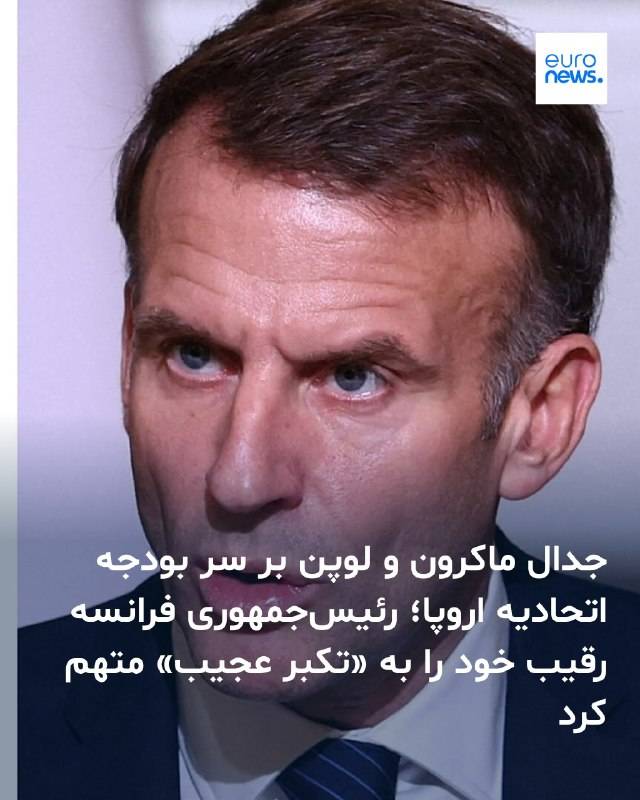 euro
news.
جدال ماکرون و لوپن بر سر بودجه
اتحادیه اروپا؛ رئیس‌جمهوری فرانسه
رقیب خود را به «تکبر عجیب» متهم
کرد